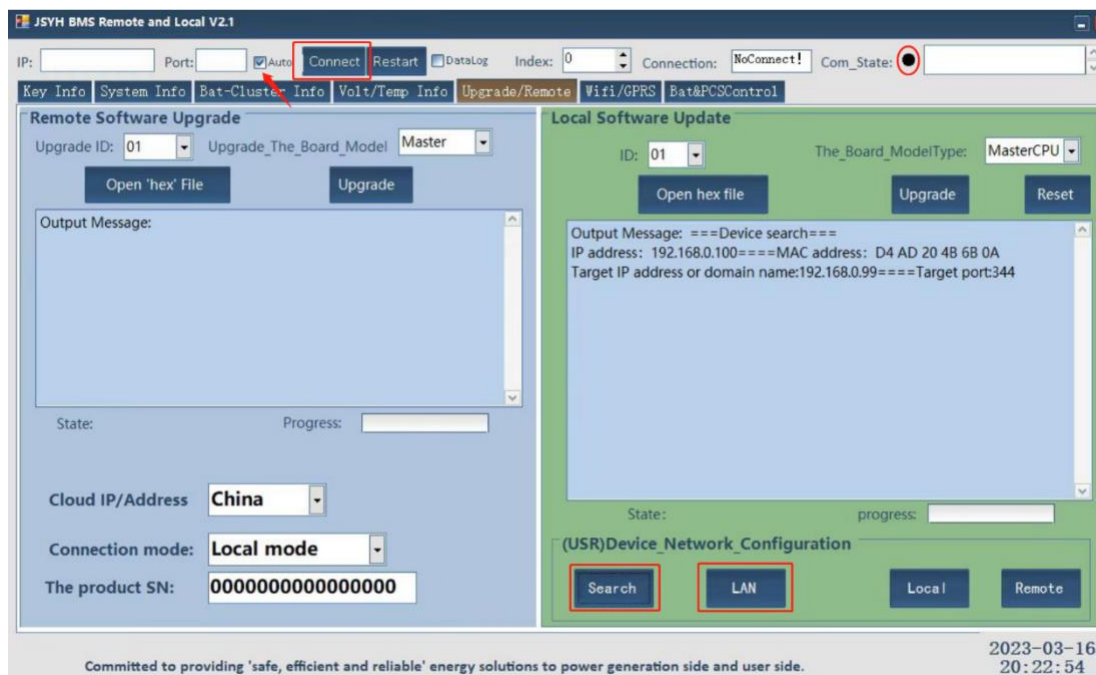 JSYH BMS Remote and Local V2.1
IP: Port: Auto Connect Restart DataLog Index: 0 Connection: NoConnect! Com_State:
Key Info System Info Bat-Cluster Info Volt/Temp Info Upgrade/Remote Wifi/GPRS Bat&PCSControl
Remote Software Upgrade
Upgrade ID: 01 Upgrade_The_Board_Model Master
Open 'hex' File Upgrade
Output Message:
State: Progress:
Cloud IP/Address China
Connection mode: Local mode
The product SN: 0000000000000000
Local Software Update
ID: 01 The_Board_ModelType: MasterCPU
Open hex file Upgrade Reset
Output Message: ===Device search===
IP address: 192.168.0.100====MAC address: D4 AD 20 4B 6B 0A
Target IP address or domain name:192.168.0.99====Target port:344
State: progress:
(USR)Device_Network_Configuration
Search LAN Local Remote
Committed to providing 'safe, efficient and reliable' energy solutions to power generation side and user side.
2023-03-16
20:22:54